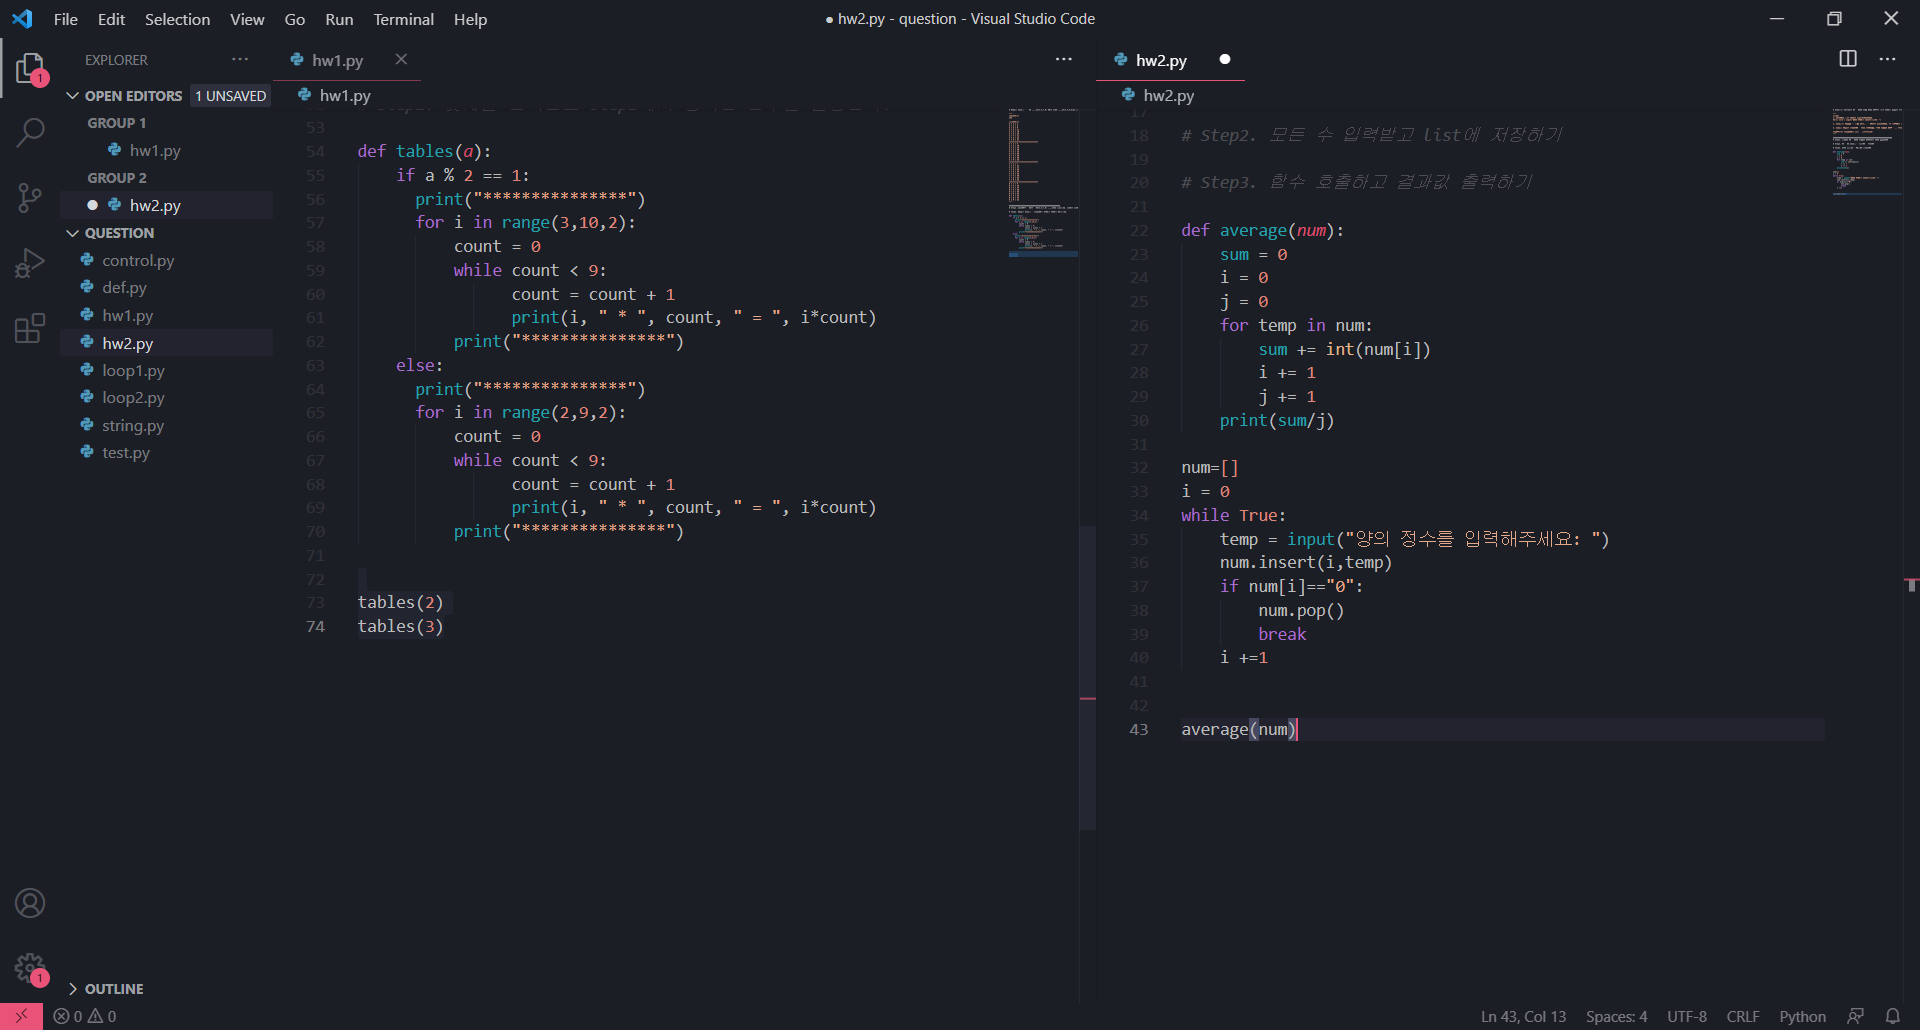 File Edit Selection View Go Run Terminal Help
● hw2.py - question - Visual Studio Code
EXPLORER ···
OPEN EDITORS 1 UNSAVED
GROUP 1
hw1.py
GROUP 2
● hw2.py
QUESTION
control.py
def.py
hw1.py
hw2.py
loop1.py
loop2.py
string.py
test.py
OUTLINE
1
1
hw1.py
hw1.py
53
54 def tables(a):
55 if a % 2 == 1:
56 print("***************")
57 for i in range(3,10,2):
58 count = 0
59 while count < 9:
60 count = count + 1
61 print(i, " * ", count, " = ", i*count)
62 print("***************")
63 else:
64 print("***************")
65 for i in range(2,9,2):
66 count = 0
67 while count < 9:
68 count = count + 1
69 print(i, " * ", count, " = ", i*count)
70 print("***************")
71
72
73 tables(2)
74 tables(3)
hw2.py ●
hw2.py
17
18 # Step2. 모든 수 입력받고 list에 저장하기
19
20 # Step3. 함수 호출하고 결과값 출력하기
21
22 def average(num):
23 sum = 0
24 i = 0
25 j = 0
26 for temp in num:
27 sum += int(num[i])
28 i += 1
29 j += 1
30 print(sum/j)
31
32 num=[]
33 i = 0
34 while True:
35 temp = input("양의 정수를 입력해주세요: ")
36 num.insert(i,temp)
37 if num[i]=="0":
38 num.pop()
39 break
40 i +=1
41
42
43 average(num)
0 0
Ln 43, Col 13 Spaces: 4 UTF-8 CRLF Python